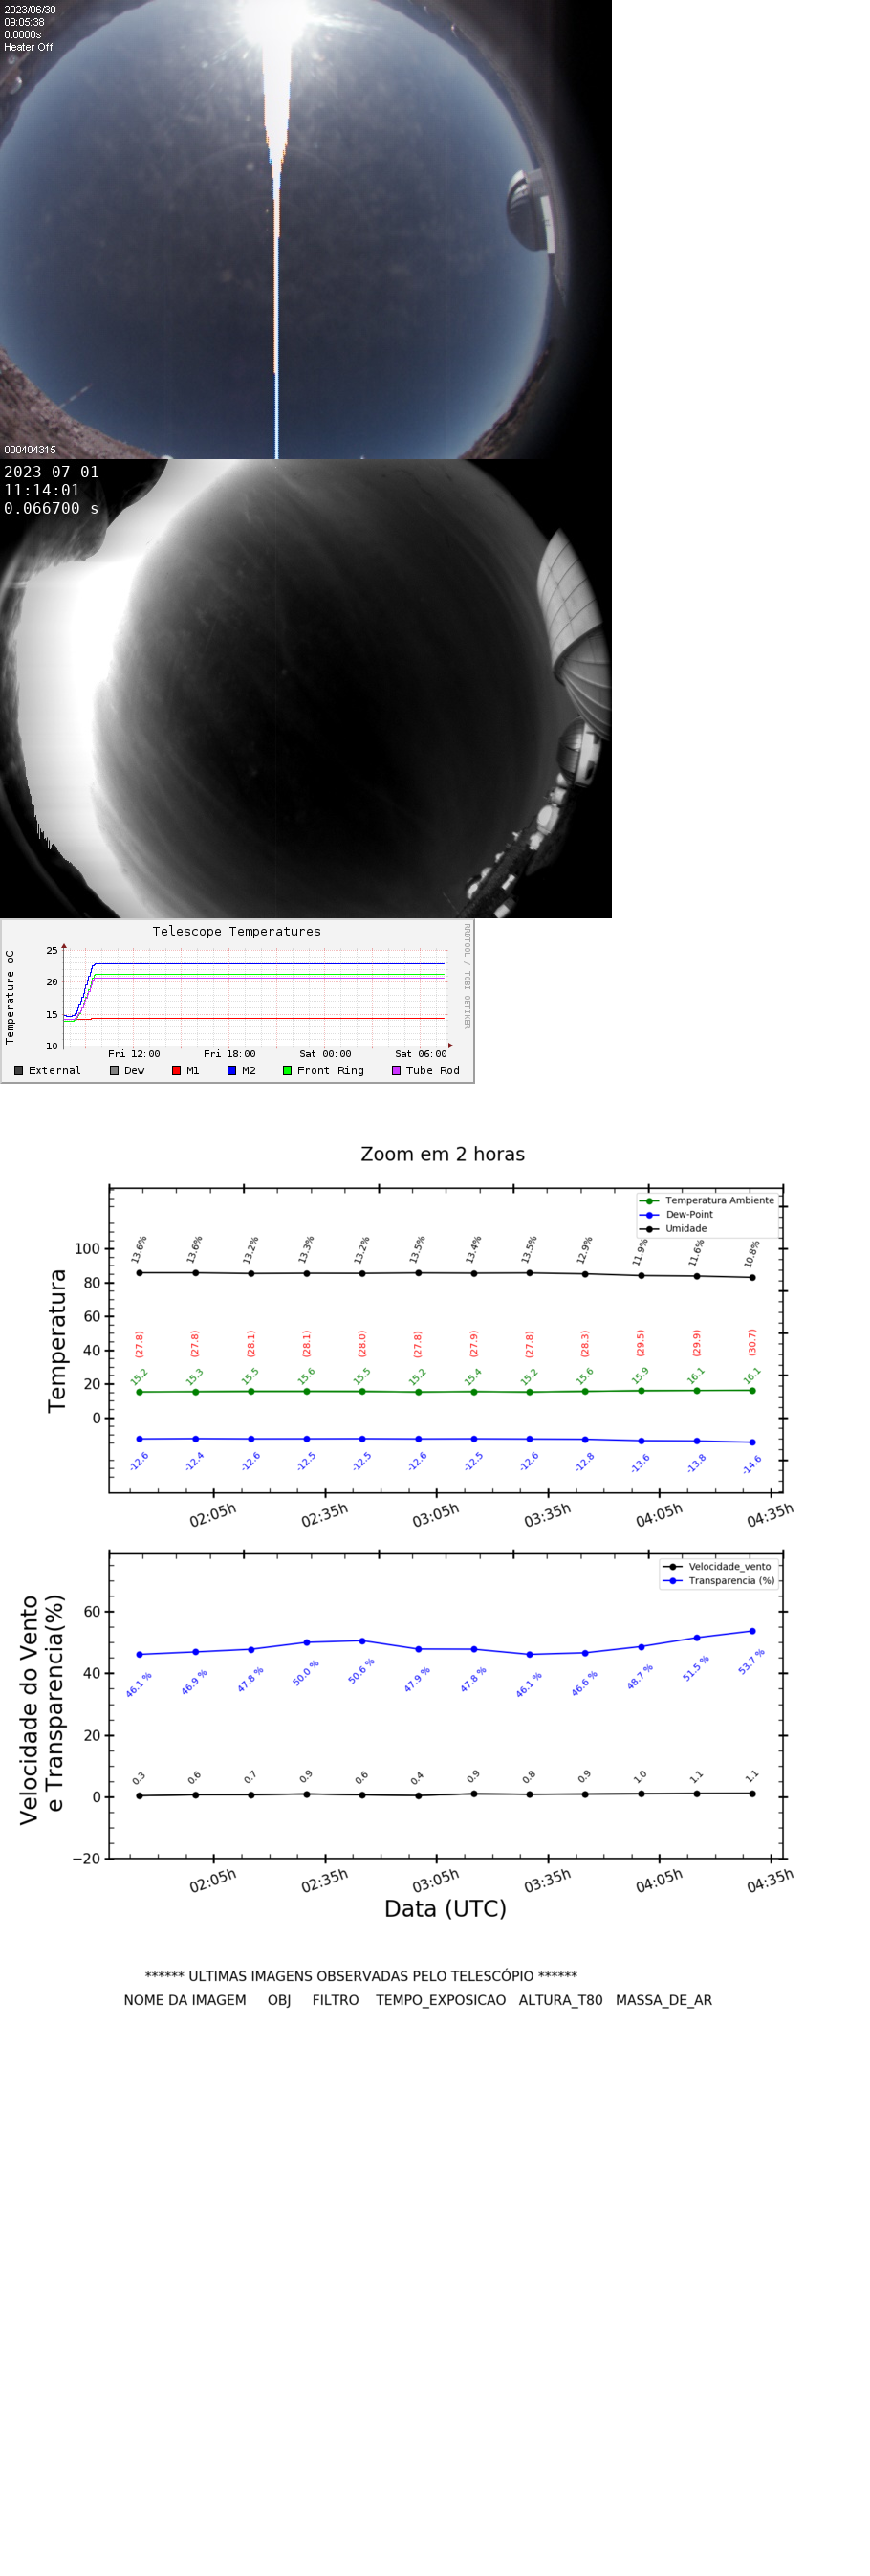 2023/06/30
09:05:38
0.0000s
Heater Off
000404315
2023-07-01
11:14:01
0.066700 s
Telescope Temperatures
RRDTOOL / TOBI OETIKER
Temperature oC
25
20
15
10
Fri 12:00 Fri 18:00 Sat 00:00 Sat 06:00
External Dew M1 M2 Front Ring Tube Rod
Zoom em 2 horas
Temperatura Ambiente
Dew-Point
Umidade
Temperatura
100
80
60
40
20
0
13.6% 13.6% 13.2% 13.3% 13.2% 13.5% 13.4% 13.5% 12.9% 11.9% 11.6% 10.8%
(27.8) (27.8) (28.1) (28.1) (28.0) (27.8) (27.9) (27.8) (28.3) (29.5) (29.9) (30.7)
15.2 15.3 15.5 15.6 15.5 15.2 15.4 15.2 15.6 15.9 16.1 16.1
-12.6 -12.4 -12.6 -12.5 -12.5 -12.6 -12.5 -12.6 -12.8 -13.6 -13.8 -14.6
02:05h 02:35h 03:05h 03:35h 04:05h 04:35h
Velocidade_vento
Transparencia (%)
Velocidade do Vento
e Transparencia(%)
60
40
20
0
−20
46.1 % 46.9 % 47.8 % 50.0 % 50.6 % 47.9 % 47.8 % 46.1 % 46.6 % 48.7 % 51.5 % 53.7 %
0.3 0.6 0.7 0.9 0.6 0.4 0.9 0.8 0.9 1.0 1.1 1.1
02:05h 02:35h 03:05h 03:35h 04:05h 04:35h
Data (UTC)
****** ULTIMAS IMAGENS OBSERVADAS PELO TELESCÓPIO ******
NOME DA IMAGEM OBJ FILTRO TEMPO_EXPOSICAO ALTURA_T80 MASSA_DE_AR